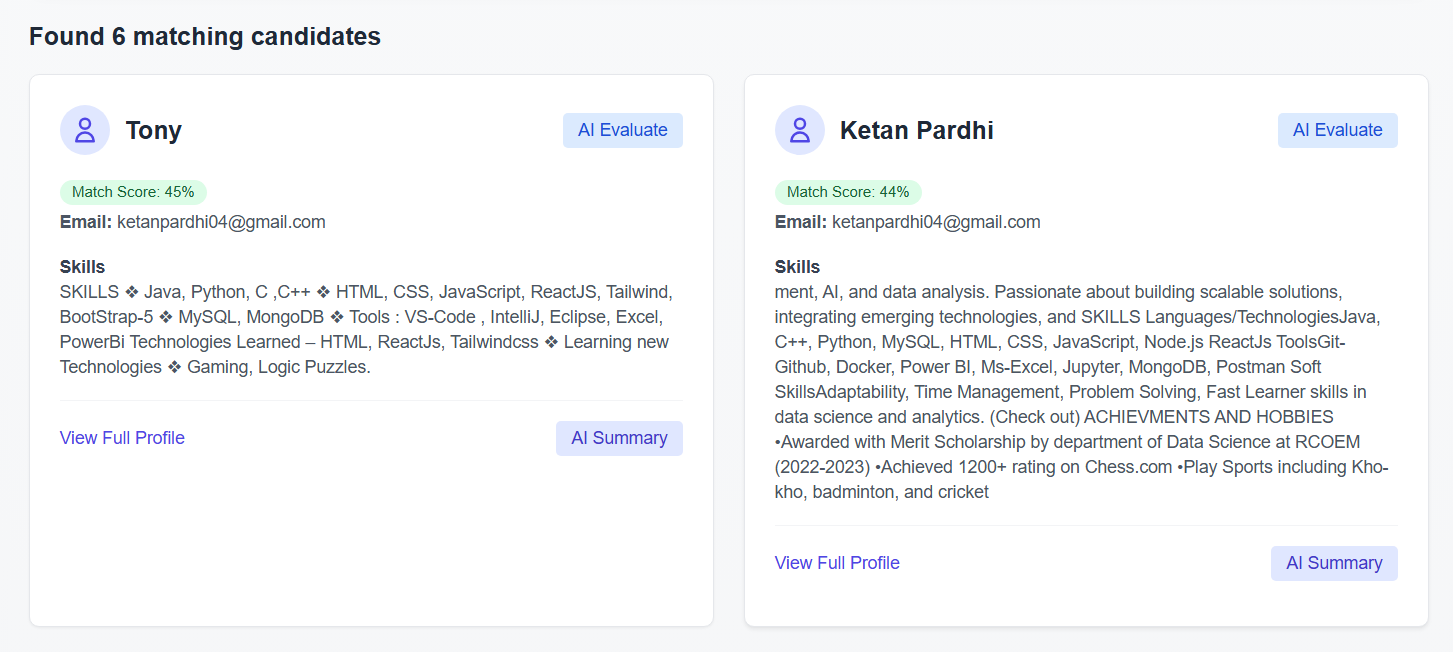 Found 6 matching candidates
Tony
AI Evaluate
Match Score: 45%
Email: ketanpardhi04@gmail.com
Skills
SKILLS ❖ Java, Python, C ,C++ ❖ HTML, CSS, JavaScript, ReactJS, Tailwind,
BootStrap-5 ❖ MySQL, MongoDB ❖ Tools : VS-Code , IntelliJ, Eclipse, Excel,
PowerBi Technologies Learned – HTML, ReactJs, Tailwindcss ❖ Learning new
Technologies ❖ Gaming, Logic Puzzles.
View Full Profile
AI Summary
Ketan Pardhi
AI Evaluate
Match Score: 44%
Email: ketanpardhi04@gmail.com
Skills
ment, AI, and data analysis. Passionate about building scalable solutions,
integrating emerging technologies, and SKILLS Languages/TechnologiesJava,
C++, Python, MySQL, HTML, CSS, JavaScript, Node.js ReactJs ToolsGit-
Github, Docker, Power BI, Ms-Excel, Jupyter, MongoDB, Postman Soft
SkillsAdaptability, Time Management, Problem Solving, Fast Learner skills in
data science and analytics. (Check out) ACHIEVMENTS AND HOBBIES
•Awarded with Merit Scholarship by department of Data Science at RCOEM
(2022-2023) •Achieved 1200+ rating on Chess.com •Play Sports including Kho-
kho, badminton, and cricket
View Full Profile
AI Summary